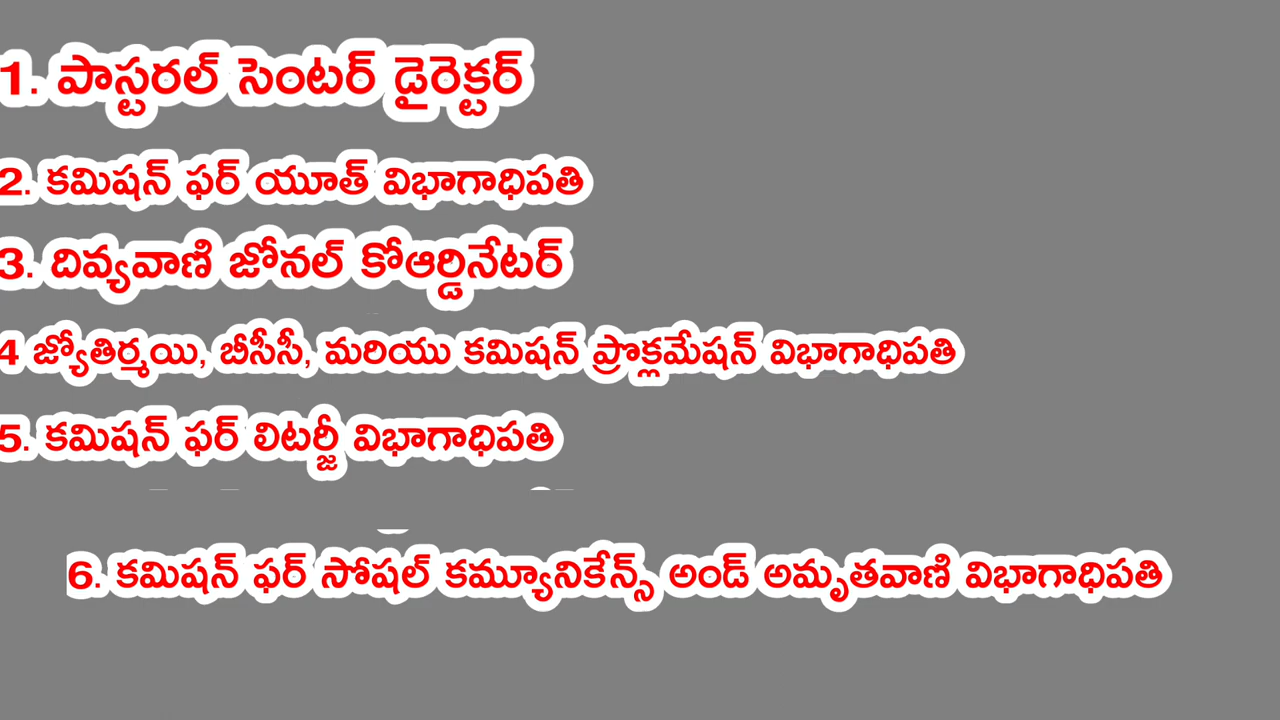 1. పాస్టరల్ సెంటర్ డైరెక్టర్
2. కమిషన్ ఫర్ యూత్ విభాగాధిపతి
3. దివ్యవాణి జోనల్ కోఆర్డినేటర్
4 జ్యోతిర్మయి, బీసీసీ, మరియు కమిషన్ ప్రొక్లమేషన్ విభాగాధిపతి
5. కమిషన్ ఫర్ లిటర్జీ విభాగాధిపతి
6. కమిషన్ ఫర్ సోషల్ కమ్యూనికేన్స్ అండ్ అమృతవాణి విభాగాధిపతి